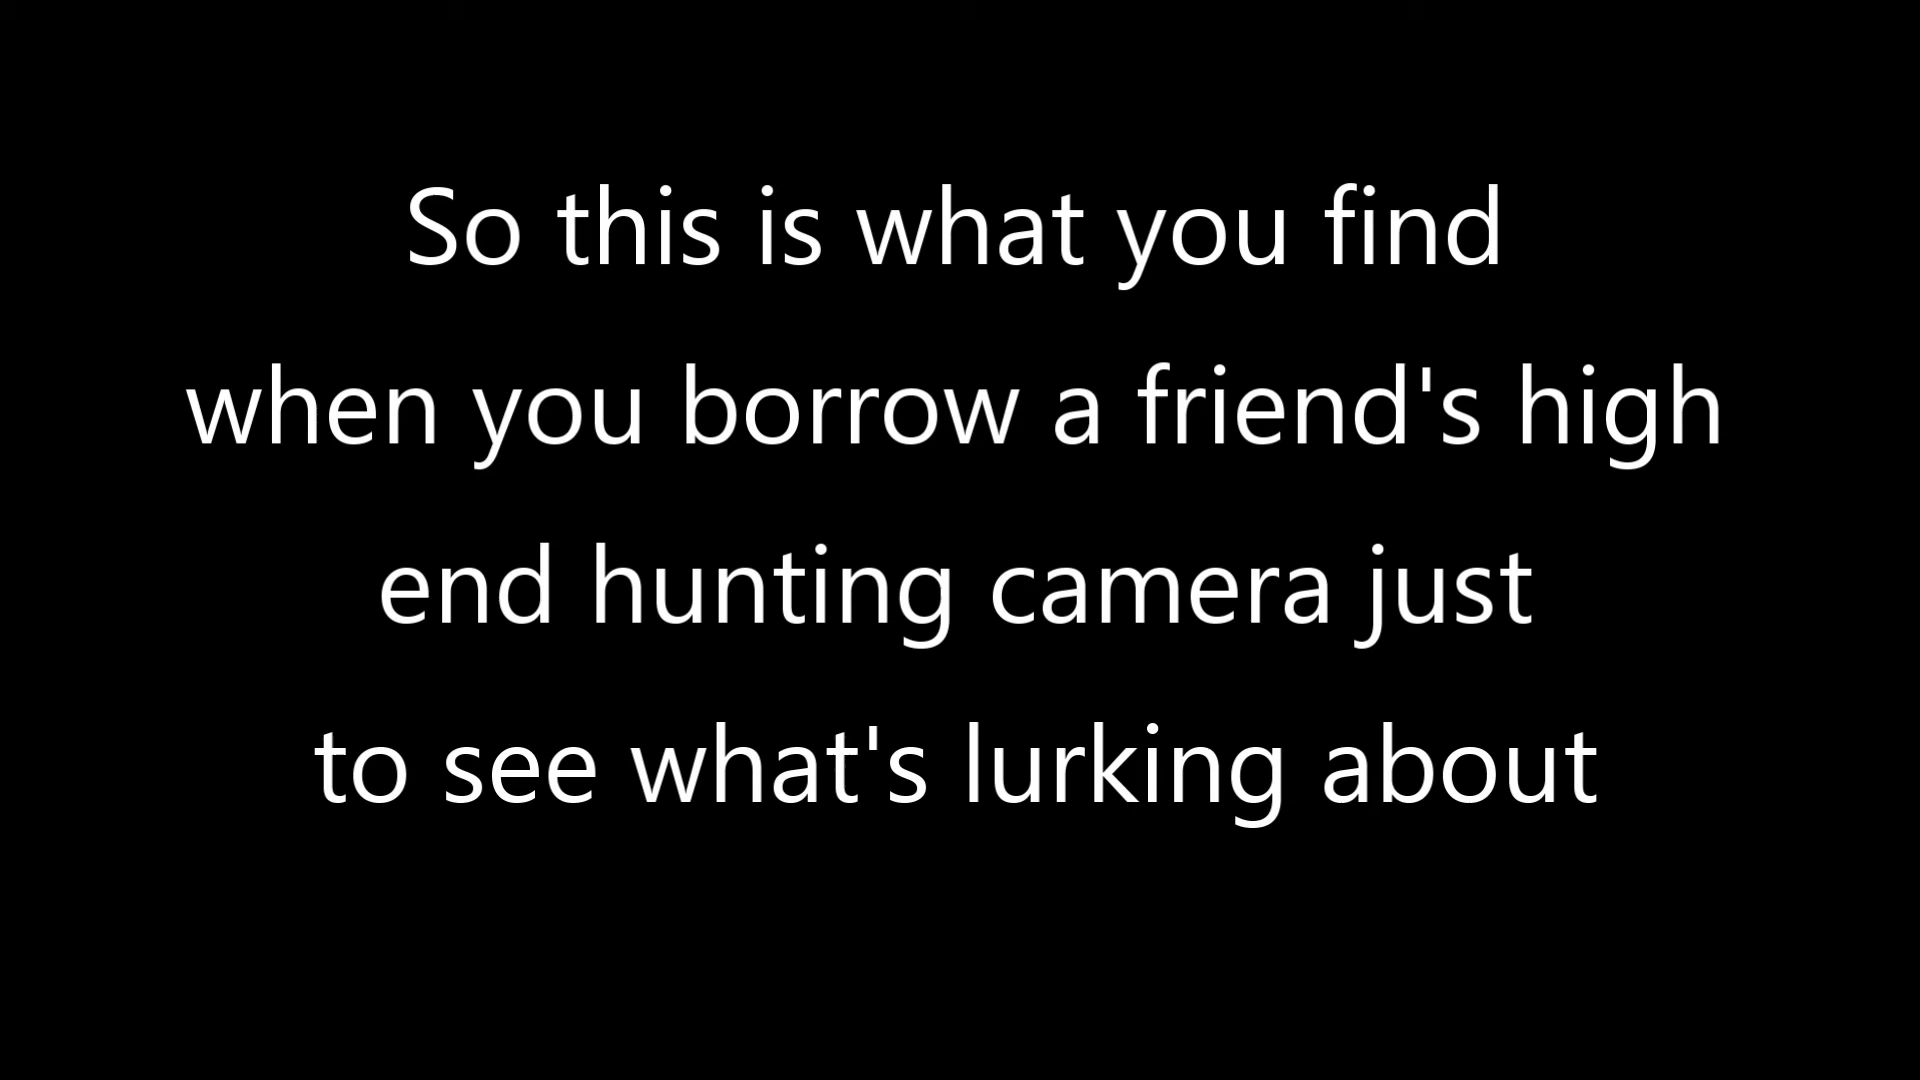 So this is what you find
when you borrow a friend's high
end hunting camera just
to see what's lurking about